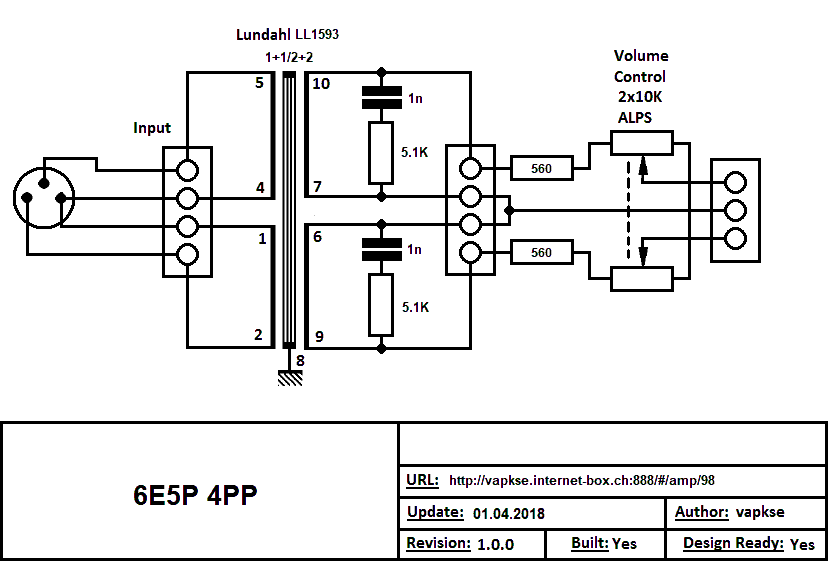 Lundahl LL1593
1+1/2+2
Volume
Control
2x10K
ALPS
Input
5
10
1n
5.1K
560
4
7
1
6
1n
560
5.1K
2
9
8
6E5P 4PP
URL: http://vapkse.internet-box.ch:888/#/amp/98
Update: 01.04.2018
Author: vapkse
Revision: 1.0.0
Built: Yes
Design Ready: Yes